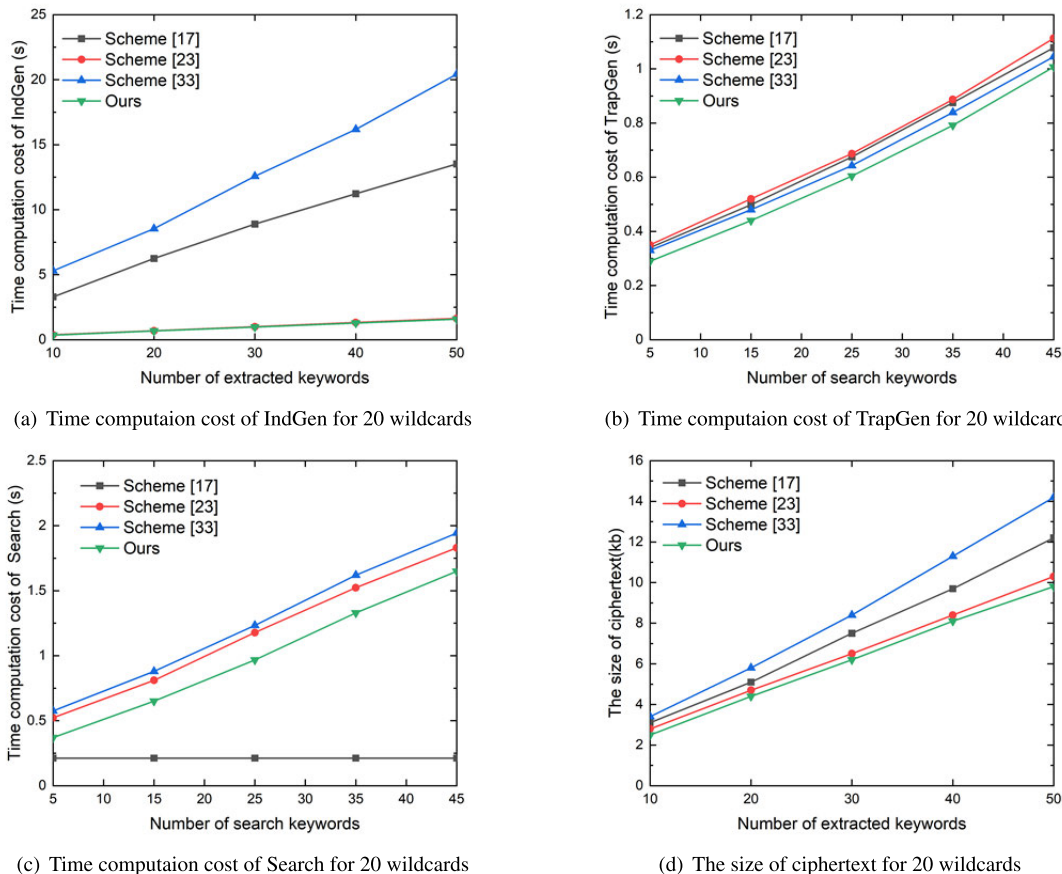 25
20
15
10
5
0
10
20
30
40
50
Time computation cost of IndGen (s)
Scheme [17]
Scheme [23]
Scheme [33]
Ours
Number of extracted keywords
(a) Time computaion cost of IndGen for 20 wildcards
1.2
1
0.8
0.6
0.4
0.2
0
5
10
15
20
25
30
35
40
45
Time computation cost of TrapGen (s)
Scheme [17]
Scheme [23]
Scheme [33]
Ours
Number of search keywords
(b) Time computaion cost of TrapGen for 20 wildcard
2.5
2
1.5
1
0.5
0
5
10
15
20
25
30
35
40
45
Time computation cost of Search (s)
Scheme [17]
Scheme [23]
Scheme [33]
Ours
Number of search keywords
(c) Time computaion cost of Search for 20 wildcards
16
14
12
10
8
6
4
2
0
10
20
30
40
50
The size of ciphertext(kb)
Scheme [17]
Scheme [23]
Scheme [33]
Ours
Number of extracted keywords
(d) The size of ciphertext for 20 wildcards